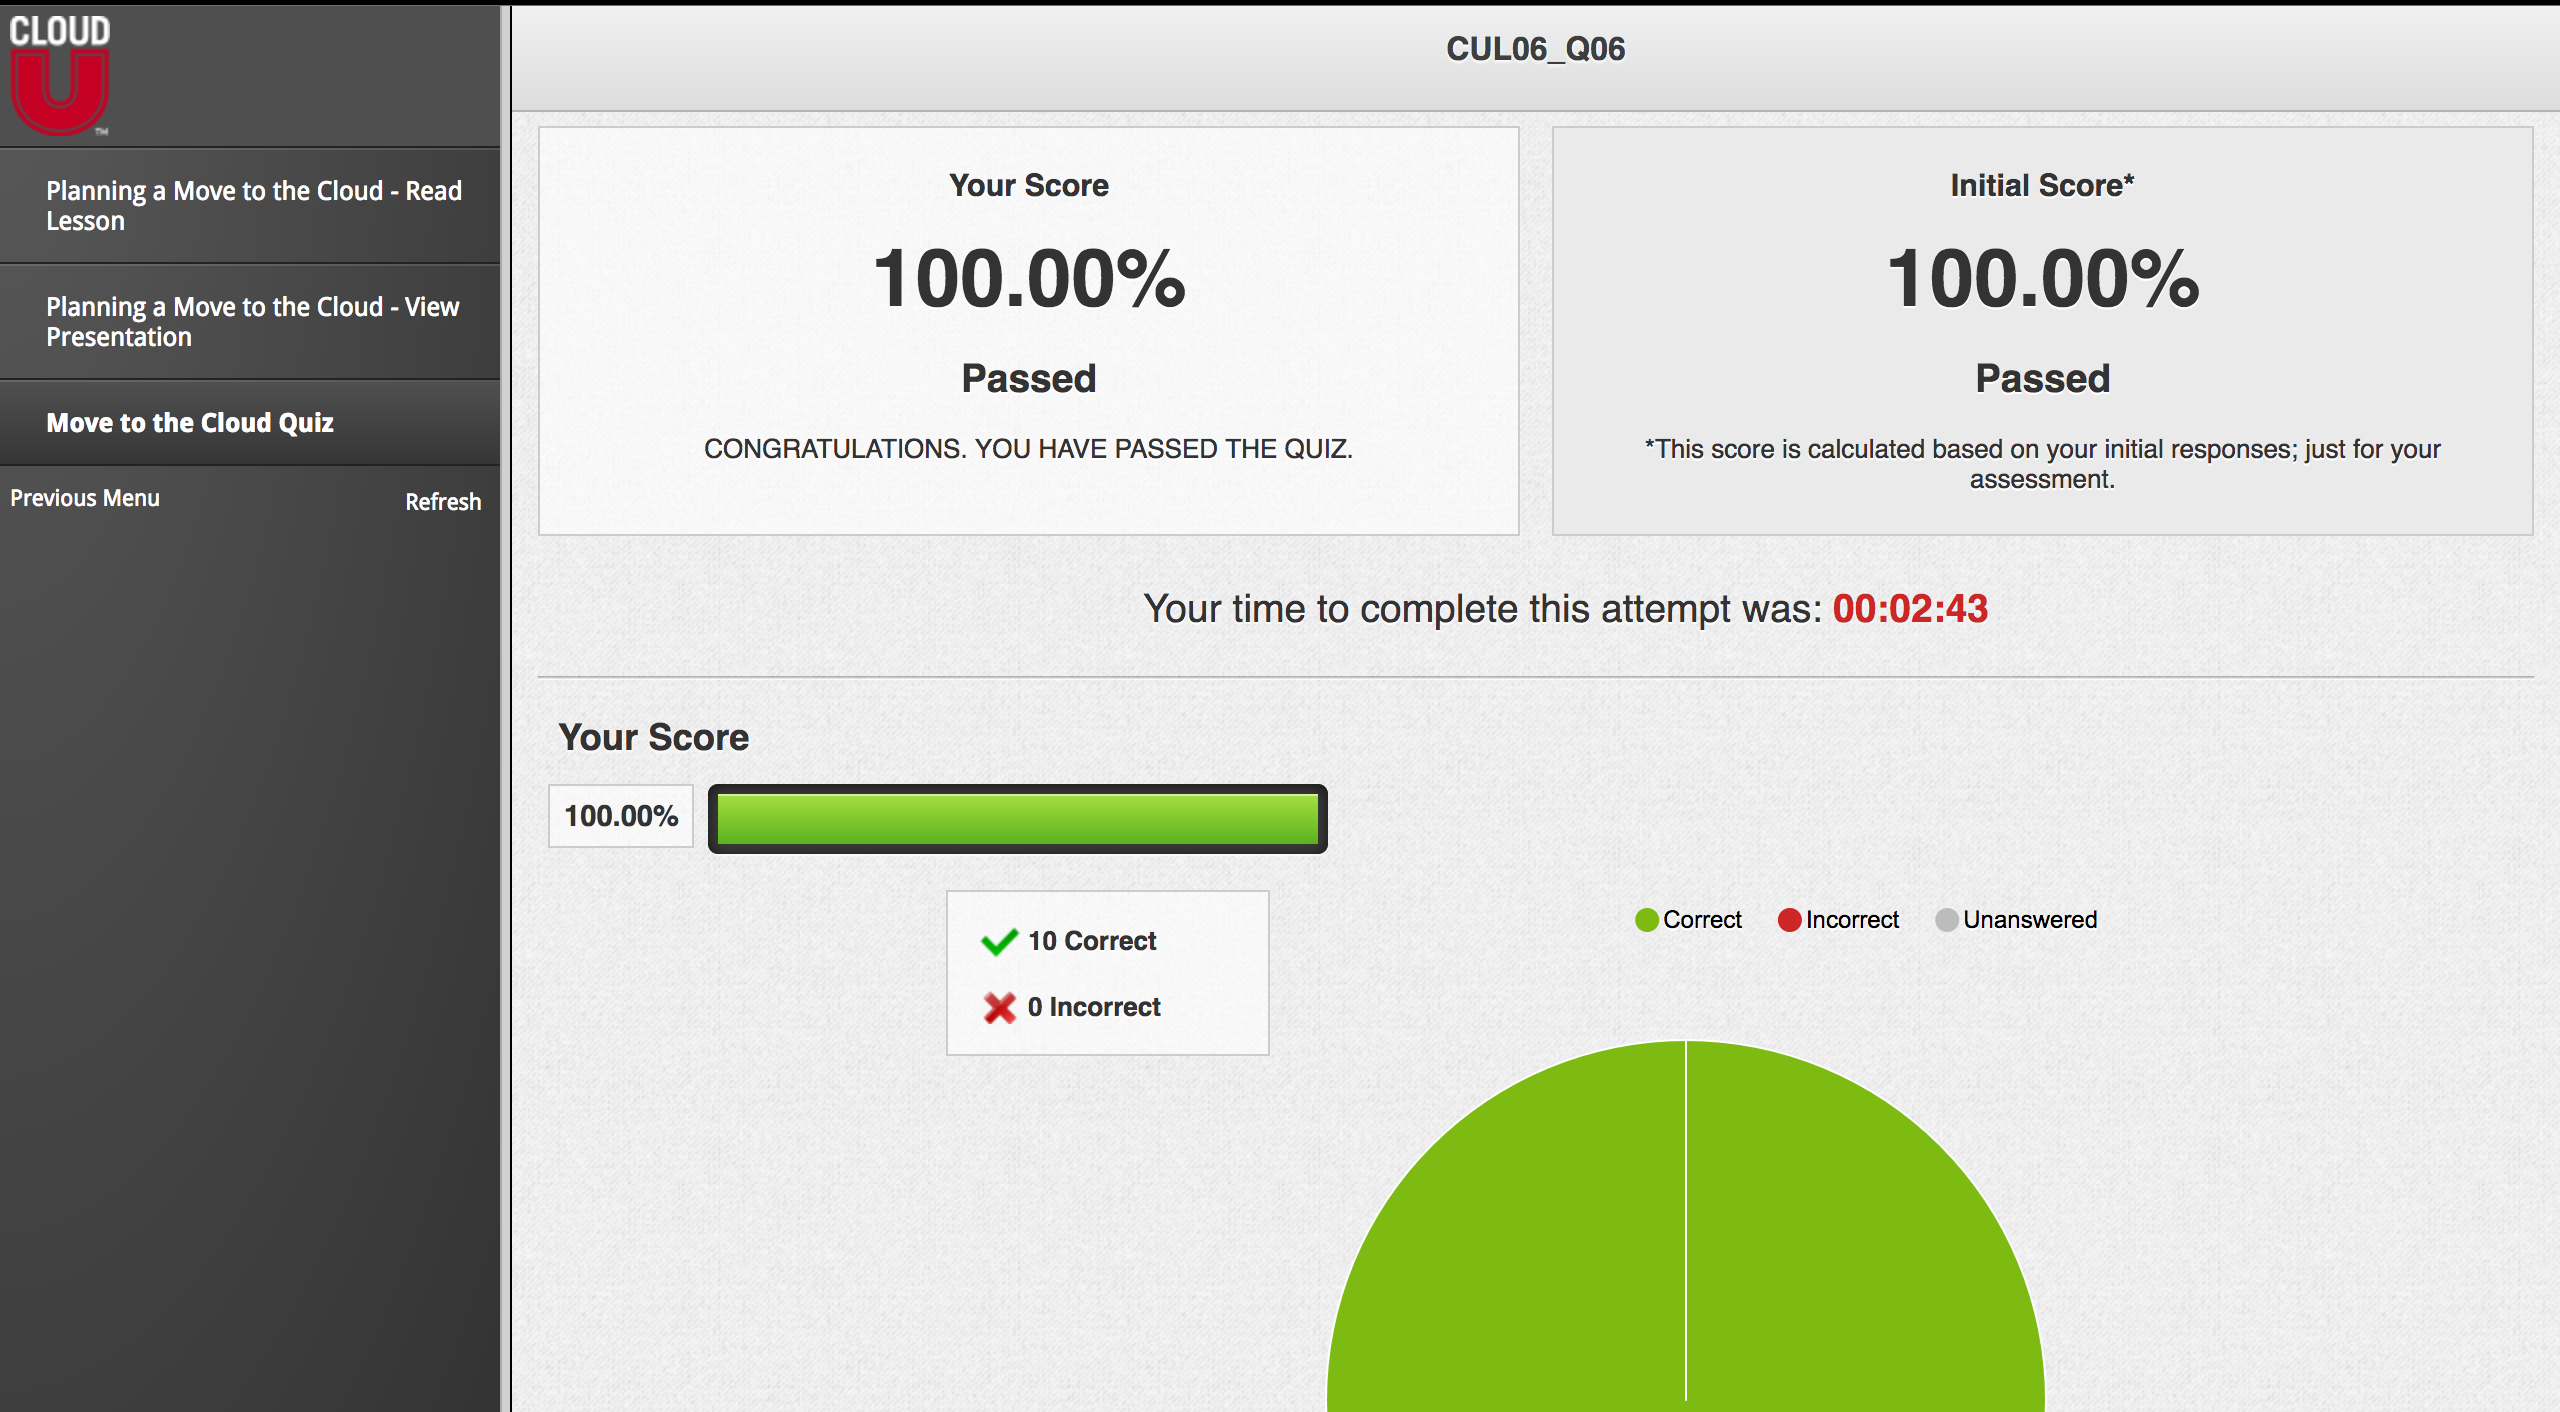 CLOUD
U
TM
Planning a Move to the Cloud - Read
Lesson
Planning a Move to the Cloud - View
Presentation
Move to the Cloud Quiz
Previous Menu
Refresh
CUL06_Q06
Your Score
100.00%
Passed
CONGRATULATIONS. YOU HAVE PASSED THE QUIZ.
Initial Score*
100.00%
Passed
*This score is calculated based on your initial responses; just for your
assessment.
Your time to complete this attempt was: 00:02:43
Your Score
100.00%
10 Correct
0 Incorrect
Correct
Incorrect
Unanswered